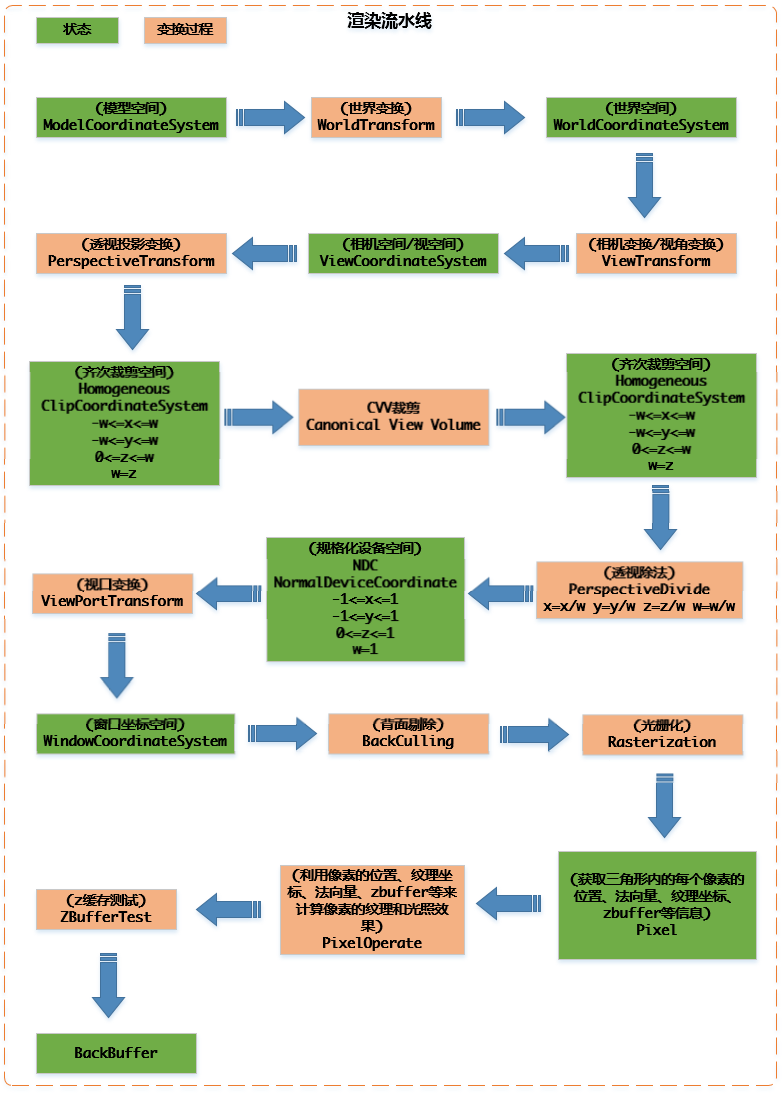 渲染流水线
状态
变换过程
(模型空间)
ModelCoordinateSystem
(世界变换)
WorldTransform
(世界空间)
WorldCoordinateSystem
(相机变换/视角变换)
ViewTransform
(相机空间/视空间)
ViewCoordinateSystem
(透视投影变换)
PerspectiveTransform
(齐次裁剪空间)
Homogeneous
ClipCoordinateSystem
-w<=x<=w
-w<=y<=w
0<=z<=w
w=z
CVV裁剪
Canonical View Volume
(齐次裁剪空间)
Homogeneous
ClipCoordinateSystem
-w<=x<=w
-w<=y<=w
0<=z<=w
w=z
(透视除法)
PerspectiveDivide
x=x/w y=y/w z=z/w w=w/w
(规格化设备空间)
NDC
NormalDeviceCoordinate
-1<=x<=1
-1<=y<=1
0<=z<=1
w=1
(视口变换)
ViewPortTransform
(窗口坐标空间)
WindowCoordinateSystem
(背面剔除)
BackCulling
(光栅化)
Rasterization
(获取三角形内的每个像素的
位置、法向量、纹理坐标、
zbuffer等信息)
Pixel
(利用像素的位置、纹理坐
标、法向量、zbuffer等来
计算像素的纹理和光照效
果)
PixelOperate
(z缓存测试)
ZBufferTest
BackBuffer